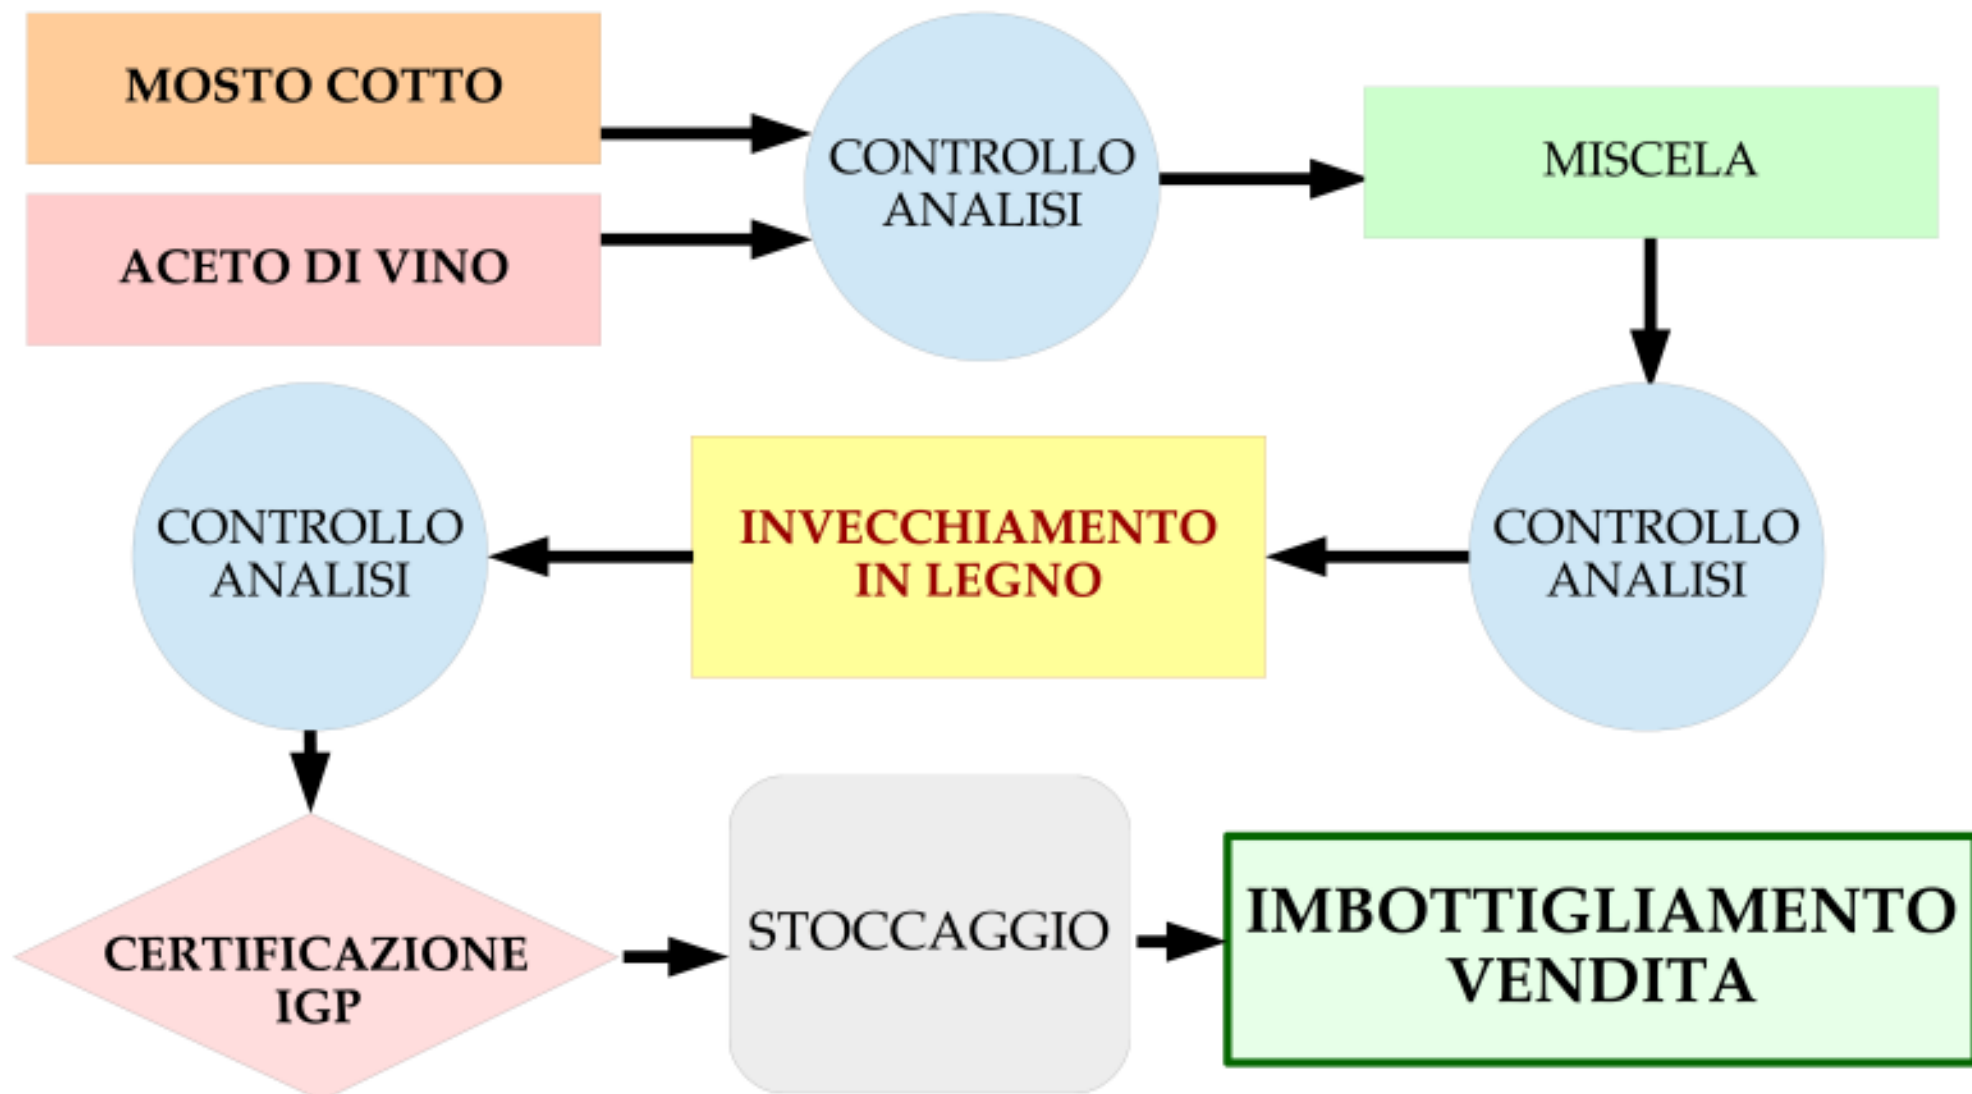 MOSTO COTTO
ACETO DI VINO
CONTROLLO
ANALISI
MISCELA
CONTROLLO
ANALISI
INVECCHIAMENTO
IN LEGNO
CONTROLLO
ANALISI
CERTIFICAZIONE
IGP
STOCCAGGIO
IMBOTTIGLIAMENTO
VENDITA